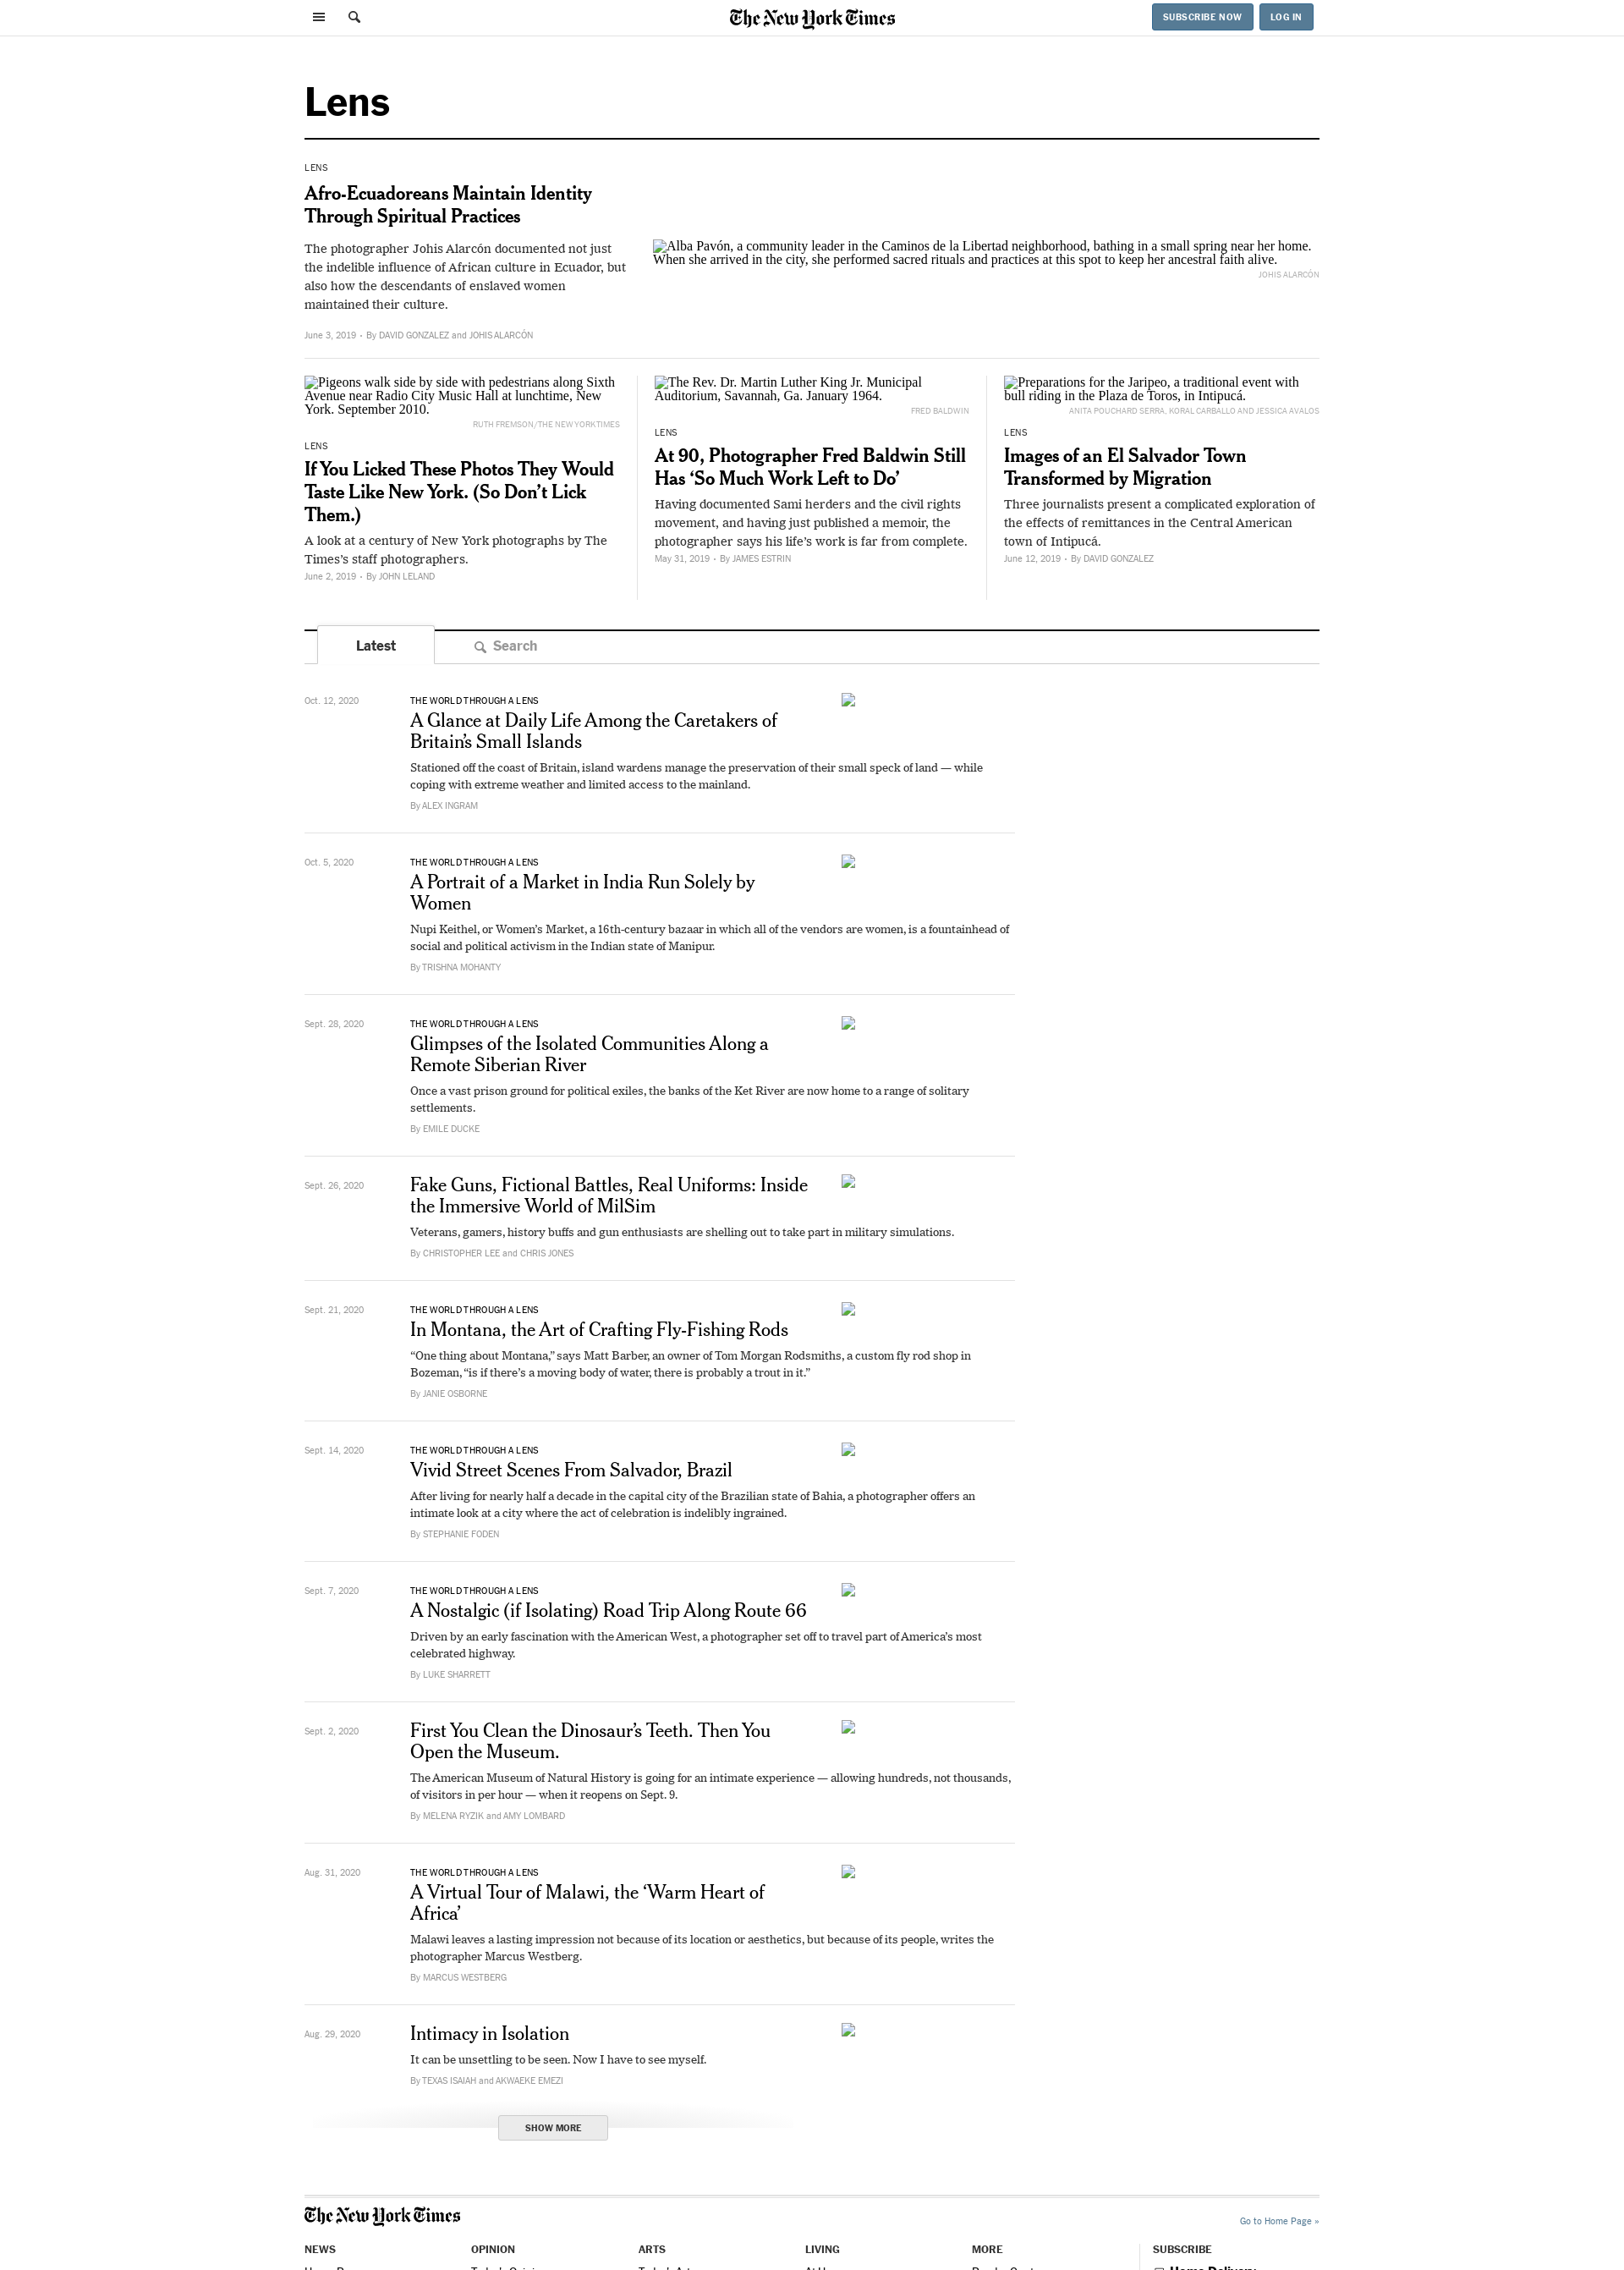 The New York Times
SUBSCRIBE NOW
LOG IN
Lens
LENS
Afro-Ecuadoreans Maintain Identity
Through Spiritual Practices
The photographer Johis Alarcón documented not just
the indelible influence of African culture in Ecuador, but
also how the descendants of enslaved women
maintained their culture.
June 3, 2019 • By DAVID GONZALEZ and JOHIS ALARCÓN
Alba Pavón, a community leader in the Caminos de la Libertad neighborhood, bathing in a small spring near her home.
When she arrived in the city, she performed sacred rituals and practices at this spot to keep her ancestral faith alive.
JOHIS ALARCÓN
Pigeons walk side by side with pedestrians along Sixth
Avenue near Radio City Music Hall at lunchtime, New
York. September 2010.
RUTH FREMSON/THE NEW YORK TIMES
LENS
If You Licked These Photos They Would
Taste Like New York. (So Don’t Lick
Them.)
A look at a century of New York photographs by The
Times’s staff photographers.
June 2, 2019 • By JOHN LELAND
The Rev. Dr. Martin Luther King Jr. Municipal
Auditorium, Savannah, Ga. January 1964.
FRED BALDWIN
LENS
At 90, Photographer Fred Baldwin Still
Has ‘So Much Work Left to Do’
Having documented Sami herders and the civil rights
movement, and having just published a memoir, the
photographer says his life’s work is far from complete.
May 31, 2019 • By JAMES ESTRIN
Preparations for the Jaripeo, a traditional event with
bull riding in the Plaza de Toros, in Intipucá.
ANITA POUCHARD SERRA, KORAL CARBALLO AND JESSICA AVALOS
LENS
Images of an El Salvador Town
Transformed by Migration
Three journalists present a complicated exploration of
the effects of remittances in the Central American
town of Intipucá.
June 12, 2019 • By DAVID GONZALEZ
Latest
Search
Oct. 12, 2020
THE WORLD THROUGH A LENS
A Glance at Daily Life Among the Caretakers of
Britain’s Small Islands
Stationed off the coast of Britain, island wardens manage the preservation of their small speck of land — while
coping with extreme weather and limited access to the mainland.
By ALEX INGRAM
Oct. 5, 2020
THE WORLD THROUGH A LENS
A Portrait of a Market in India Run Solely by
Women
Nupi Keithel, or Women’s Market, a 16th-century bazaar in which all of the vendors are women, is a fountainhead of
social and political activism in the Indian state of Manipur.
By TRISHNA MOHANTY
Sept. 28, 2020
THE WORLD THROUGH A LENS
Glimpses of the Isolated Communities Along a
Remote Siberian River
Once a vast prison ground for political exiles, the banks of the Ket River are now home to a range of solitary
settlements.
By EMILE DUCKE
Sept. 26, 2020
Fake Guns, Fictional Battles, Real Uniforms: Inside
the Immersive World of MilSim
Veterans, gamers, history buffs and gun enthusiasts are shelling out to take part in military simulations.
By CHRISTOPHER LEE and CHRIS JONES
Sept. 21, 2020
THE WORLD THROUGH A LENS
In Montana, the Art of Crafting Fly-Fishing Rods
“One thing about Montana,” says Matt Barber, an owner of Tom Morgan Rodsmiths, a custom fly rod shop in
Bozeman, “is if there’s a moving body of water, there is probably a trout in it.”
By JANIE OSBORNE
Sept. 14, 2020
THE WORLD THROUGH A LENS
Vivid Street Scenes From Salvador, Brazil
After living for nearly half a decade in the capital city of the Brazilian state of Bahia, a photographer offers an
intimate look at a city where the act of celebration is indelibly ingrained.
By STEPHANIE FODEN
Sept. 7, 2020
THE WORLD THROUGH A LENS
A Nostalgic (if Isolating) Road Trip Along Route 66
Driven by an early fascination with the American West, a photographer set off to travel part of America’s most
celebrated highway.
By LUKE SHARRETT
Sept. 2, 2020
First You Clean the Dinosaur’s Teeth. Then You
Open the Museum.
The American Museum of Natural History is going for an intimate experience — allowing hundreds, not thousands,
of visitors in per hour — when it reopens on Sept. 9.
By MELENA RYZIK and AMY LOMBARD
Aug. 31, 2020
THE WORLD THROUGH A LENS
A Virtual Tour of Malawi, the ‘Warm Heart of
Africa’
Malawi leaves a lasting impression not because of its location or aesthetics, but because of its people, writes the
photographer Marcus Westberg.
By MARCUS WESTBERG
Aug. 29, 2020
Intimacy in Isolation
It can be unsettling to be seen. Now I have to see myself.
By TEXAS ISAIAH and AKWAEKE EMEZI
SHOW MORE
The New York Times
Go to Home Page »
NEWS
OPINION
ARTS
LIVING
MORE
SUBSCRIBE
Home Delivery